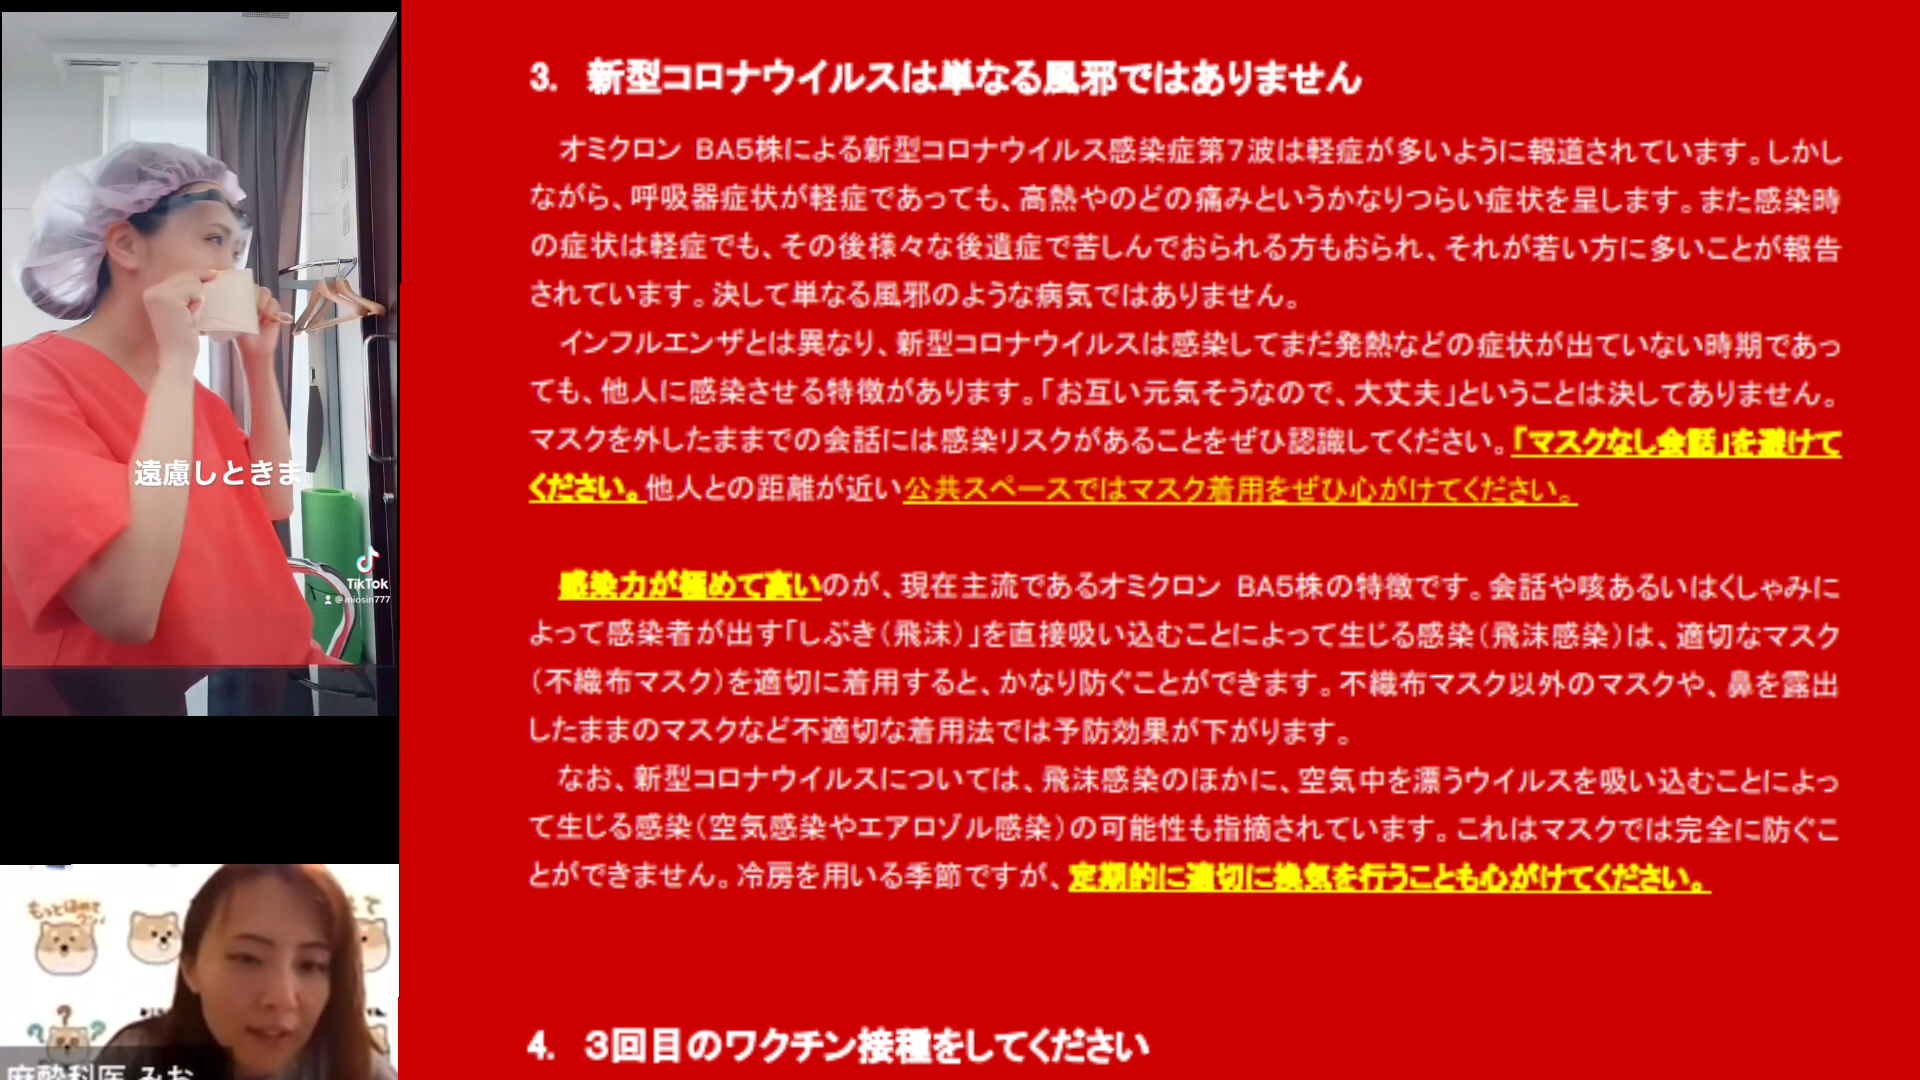 3. 新型コロナウイルスは単なる風邪ではありません
オミクロン BA5株による新型コロナウイルス感染症第7波は軽症が多いように報道されています。しかし
ながら、呼吸器症状が軽症であっても、高熱やのどの痛みというかなりつらい症状を呈します。また感染時
の症状は軽症でも、その後様々な後遺症で苦しんでおられる方もおられ、それが若い方に多いことが報告
されています。決して単なる風邪のような病気ではありません。
インフルエンザとは異なり、新型コロナウイルスは感染してまだ発熱などの症状が出ていない時期であっ
ても、他人に感染させる特徴があります。「お互い元気そうなので、大丈夫」ということは決してありません。
マスクを外したままでの会話には感染リスクがあることをぜひ認識してください。「マスクなし会話」を避けて
ください。他人との距離が近い公共スペースではマスク着用をぜひ心がけてください。
感染力が極めて高いのが、現在主流であるオミクロン BA5株の特徴です。会話や咳あるいはくしゃみに
よって感染者が出す「しぶき(飛沫)」を直接吸い込むことによって生じる感染(飛沫感染)は、適切なマスク
(不織布マスク)を適切に着用すると、かなり防ぐことができます。不織布マスク以外のマスクや、鼻を露出
したままのマスクなど不適切な着用法では予防効果が下がります。
なお、新型コロナウイルスについては、飛沫感染のほかに、空気中を漂うウイルスを吸い込むことによっ
て生じる感染(空気感染やエアロゾル感染)の可能性も指摘されています。これはマスクでは完全に防ぐこ
とができません。冷房を用いる季節ですが、定期的に適切に換気を行うことも心がけてください。
4. 3回目のワクチン接種をしてください
遠慮しときま
TikTok
@miosin777
もっとほめて
麻酔科医 みお